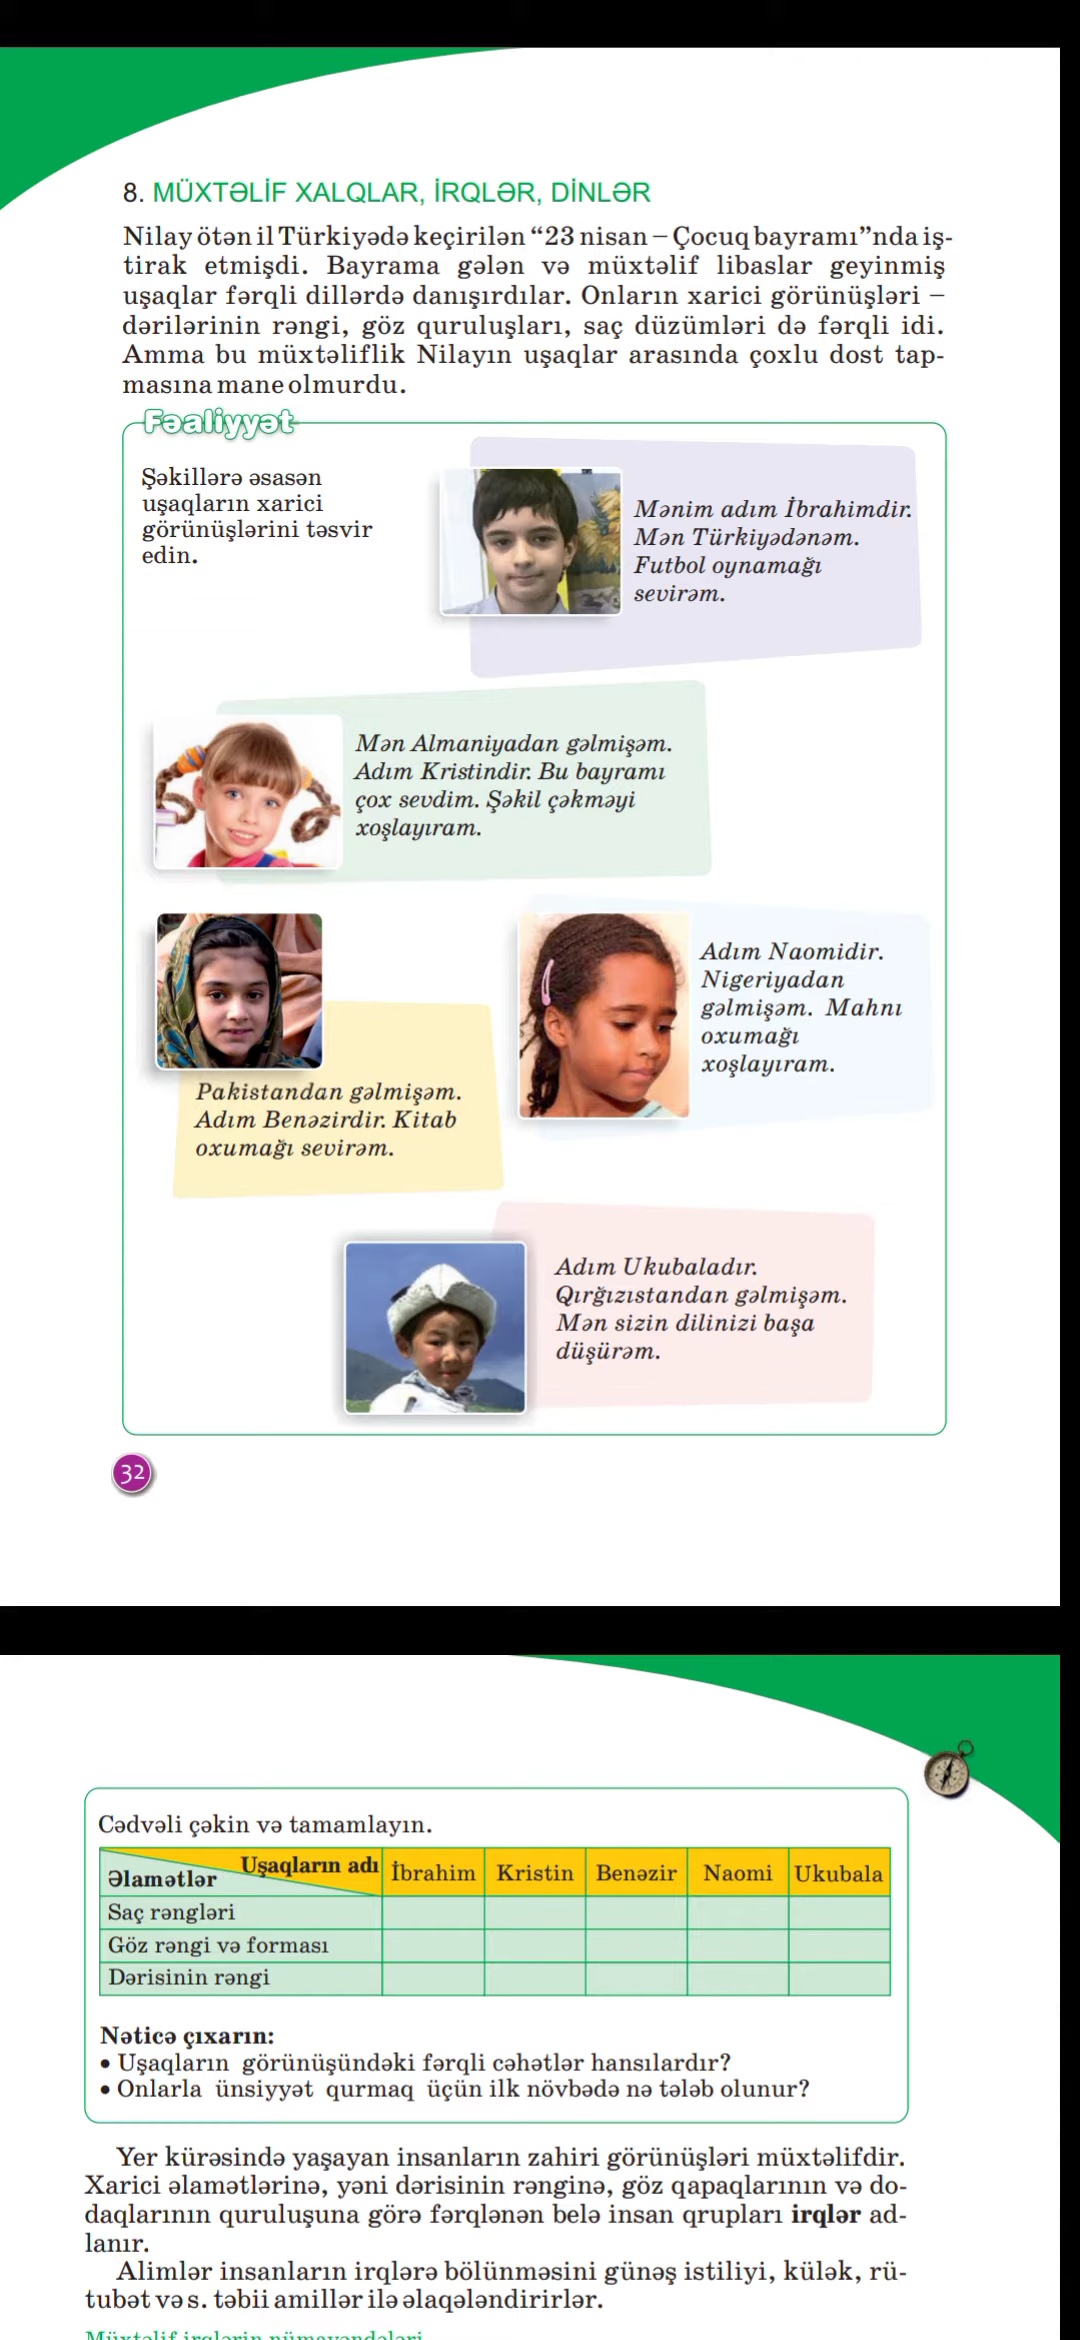 8. MÜXTƏLİF XALQLAR, İRQLƏR, DİNLƏR
Nilay ötən il Türkiyədə keçirilən “23 nisan – Çocuq bayramı”nda iş-
tirak etmişdi. Bayrama gələn və müxtəlif libaslar geyinmiş
uşaqlar fərqli dillərdə danışırdılar. Onların xarici görünüşləri –
dərilərinin rəngi, göz quruluşları, saç düzümləri də fərqli idi.
Amma bu müxtəliflik Nilayın uşaqlar arasında çoxlu dost tap-
masına mane olmurdu.
Fəaliyyət
Şəkillərə əsasən
uşaqların xarici
görünüşlərini təsvir
edin.
Mənim adım İbrahimdir.
Mən Türkiyədənəm.
Futbol oynamağı
sevirəm.
Mən Almaniyadan gəlmişəm.
Adım Kristindir. Bu bayramı
çox sevdim. Şəkil çəkməyi
xoşlayıram.
Pakistandan gəlmişəm.
Adım Benəzirdir. Kitab
oxumağı sevirəm.
Adım Naomidir.
Nigeriyadan
gəlmişəm. Mahnı
oxumağı
xoşlayıram.
Adım Ukubaladır.
Qırğızıstandan gəlmişəm.
Mən sizin dilinizi başa
düşürəm.
32
Cədvəli çəkin və tamamlayın.
Uşaqların adı
Əlamətlər
İbrahim Kristin Benəzir Naomi Ukubala
Saç rəngləri
Göz rəngi və forması
Dərisinin rəngi
Nəticə çıxarın:
• Uşaqların görünüşündəki fərqli cəhətlər hansılardır?
• Onlarla ünsiyyət qurmaq üçün ilk növbədə nə tələb olunur?
Yer kürəsində yaşayan insanların zahiri görünüşləri müxtəlifdir.
Xarici əlamətlərinə, yəni dərisinin rənginə, göz qapaqlarının və do-
daqlarının quruluşuna görə fərqlənən belə insan qrupları irqlər ad-
lanır.
Alimlər insanların irqlərə bölünməsini günəş istiliyi, külək, rü-
tubət və s. təbii amillər ilə əlaqələndirirlər.
Müxtəlif irqlərin nümayəndələri